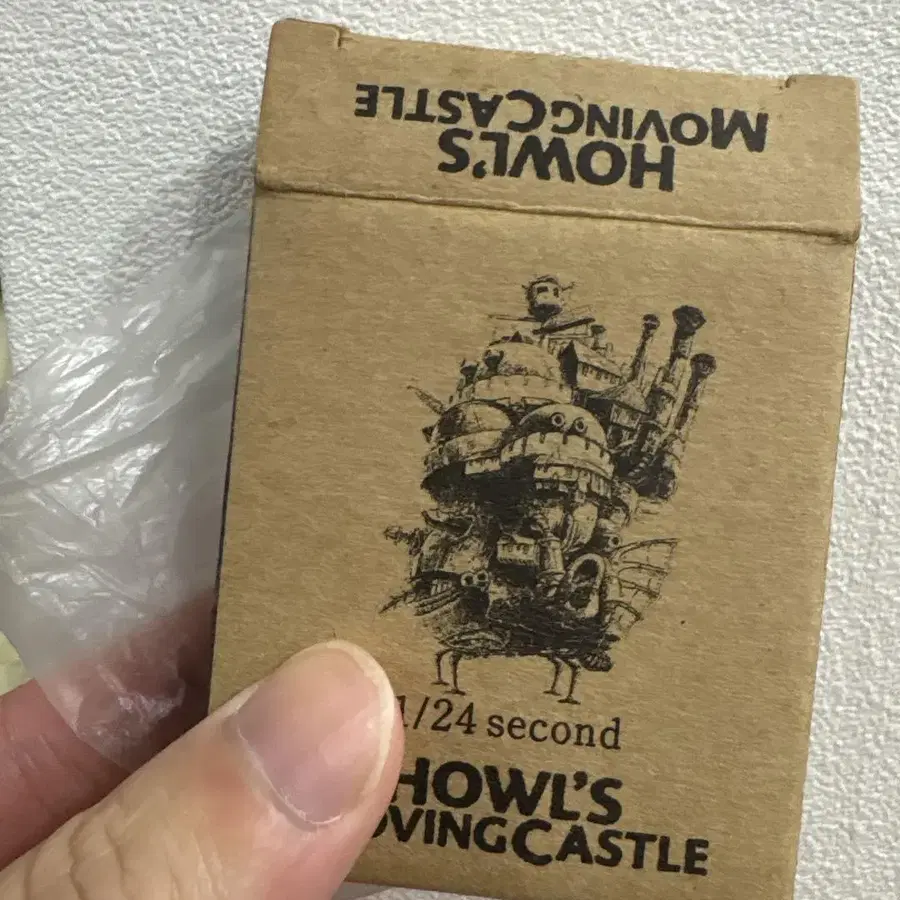 HOWL'S
MOVINGCASTLE
1/24 second
HOWL'S
OVINGCASTLE